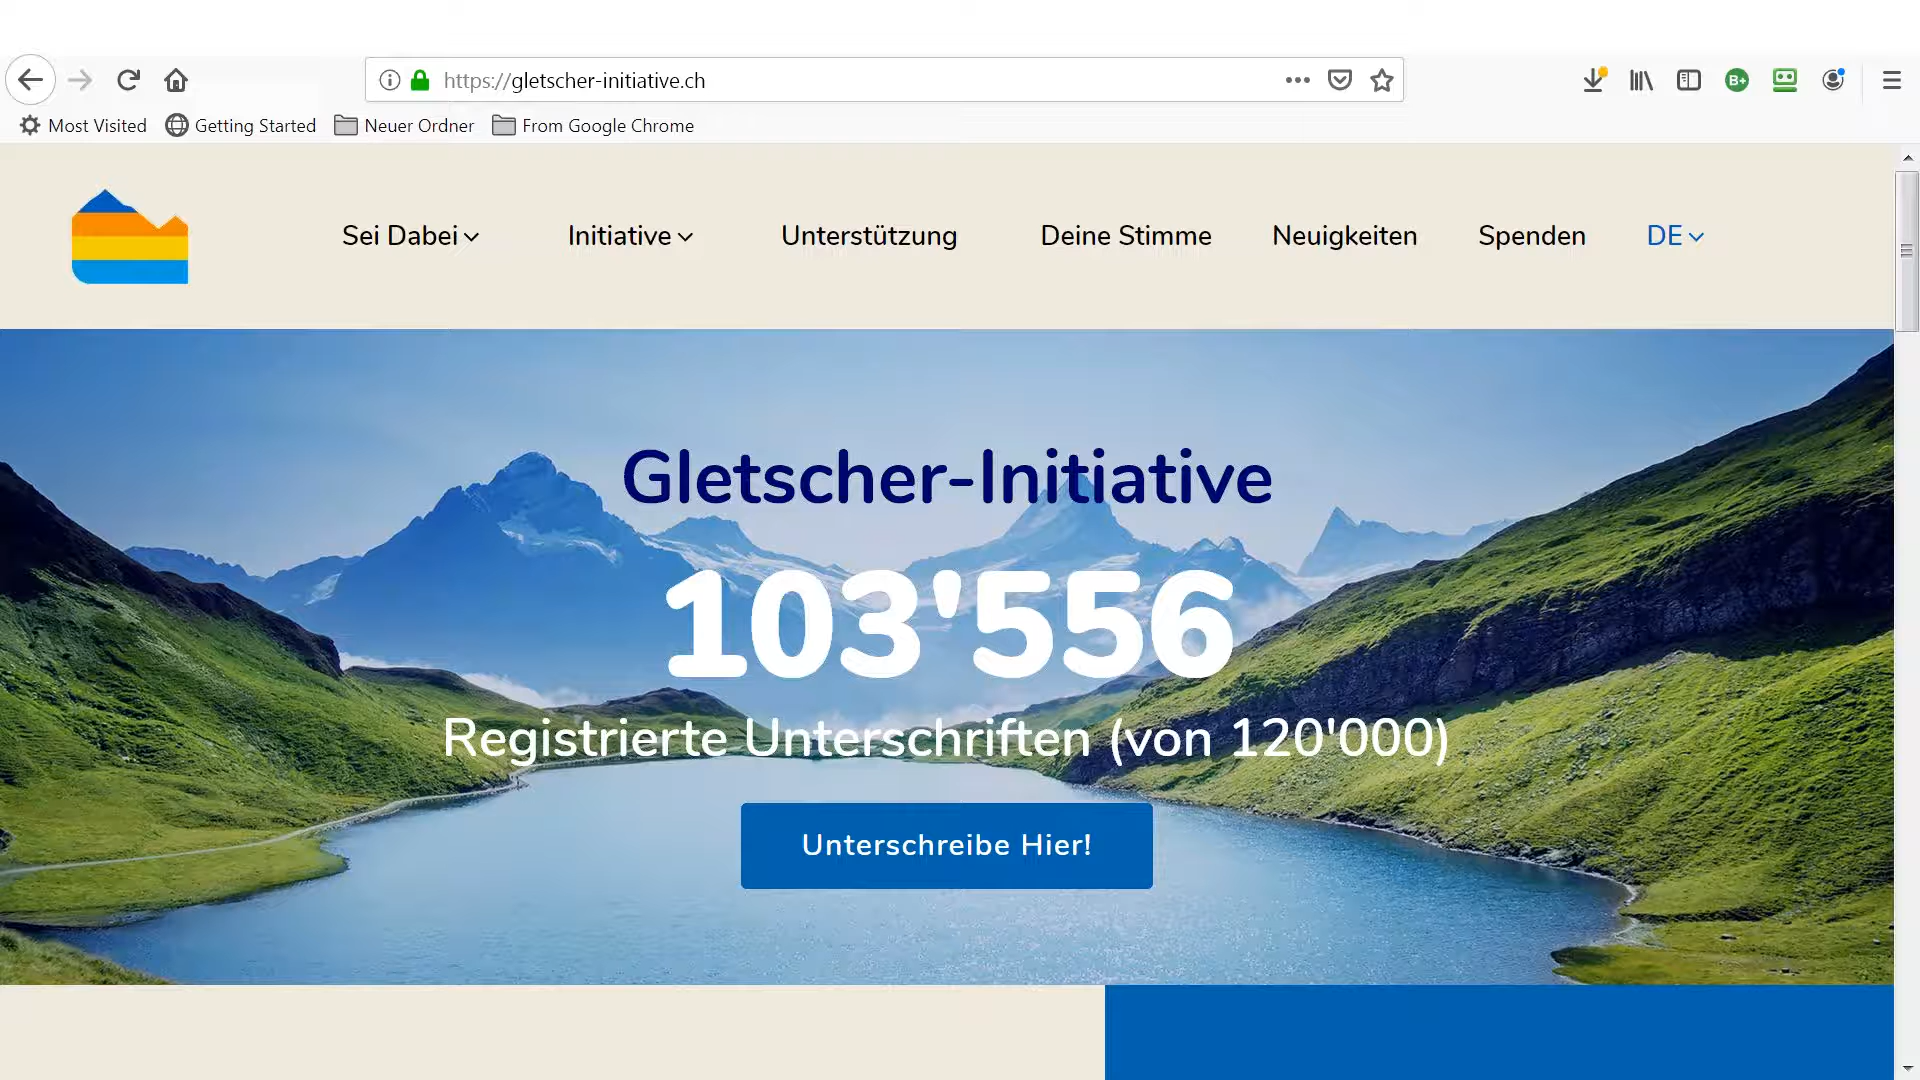 https://gletscher-initiative.ch
B+
Most Visited
Getting Started
Neuer Ordner
From Google Chrome
Sei Dabei
Initiative
Unterstützung
Deine Stimme
Neuigkeiten
Spenden
DE
Gletscher-Initiative
103'556
Registrierte Unterschriften (von 120'000)
Unterschreibe Hier!